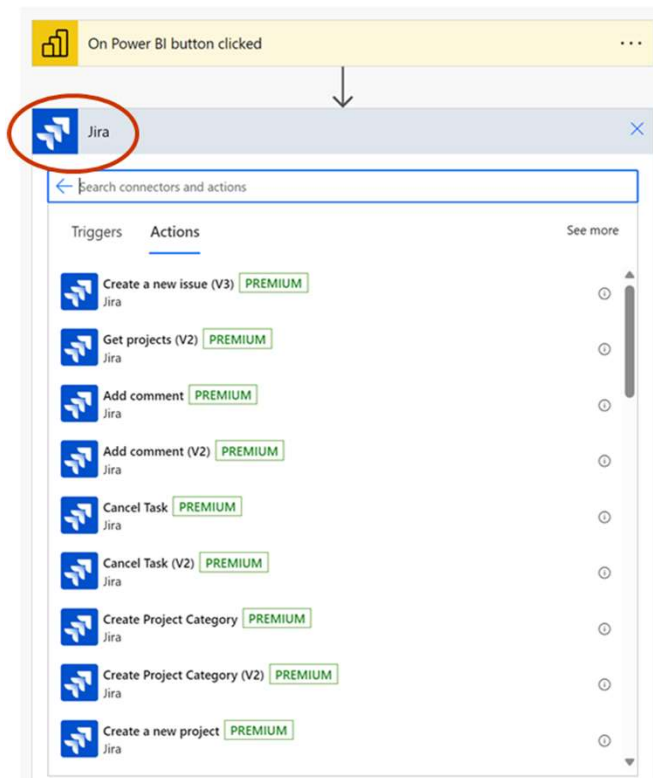 On Power BI button clicked
Jira
Search connectors and actions
Triggers Actions See more
Create a new issue (V3) PREMIUM
Jira
Get projects (V2) PREMIUM
Jira
Add comment PREMIUM
Jira
Add comment (V2) PREMIUM
Jira
Cancel Task PREMIUM
Jira
Cancel Task (V2) PREMIUM
Jira
Create Project Category PREMIUM
Jira
Create Project Category (V2) PREMIUM
Jira
Create a new project PREMIUM
Jira